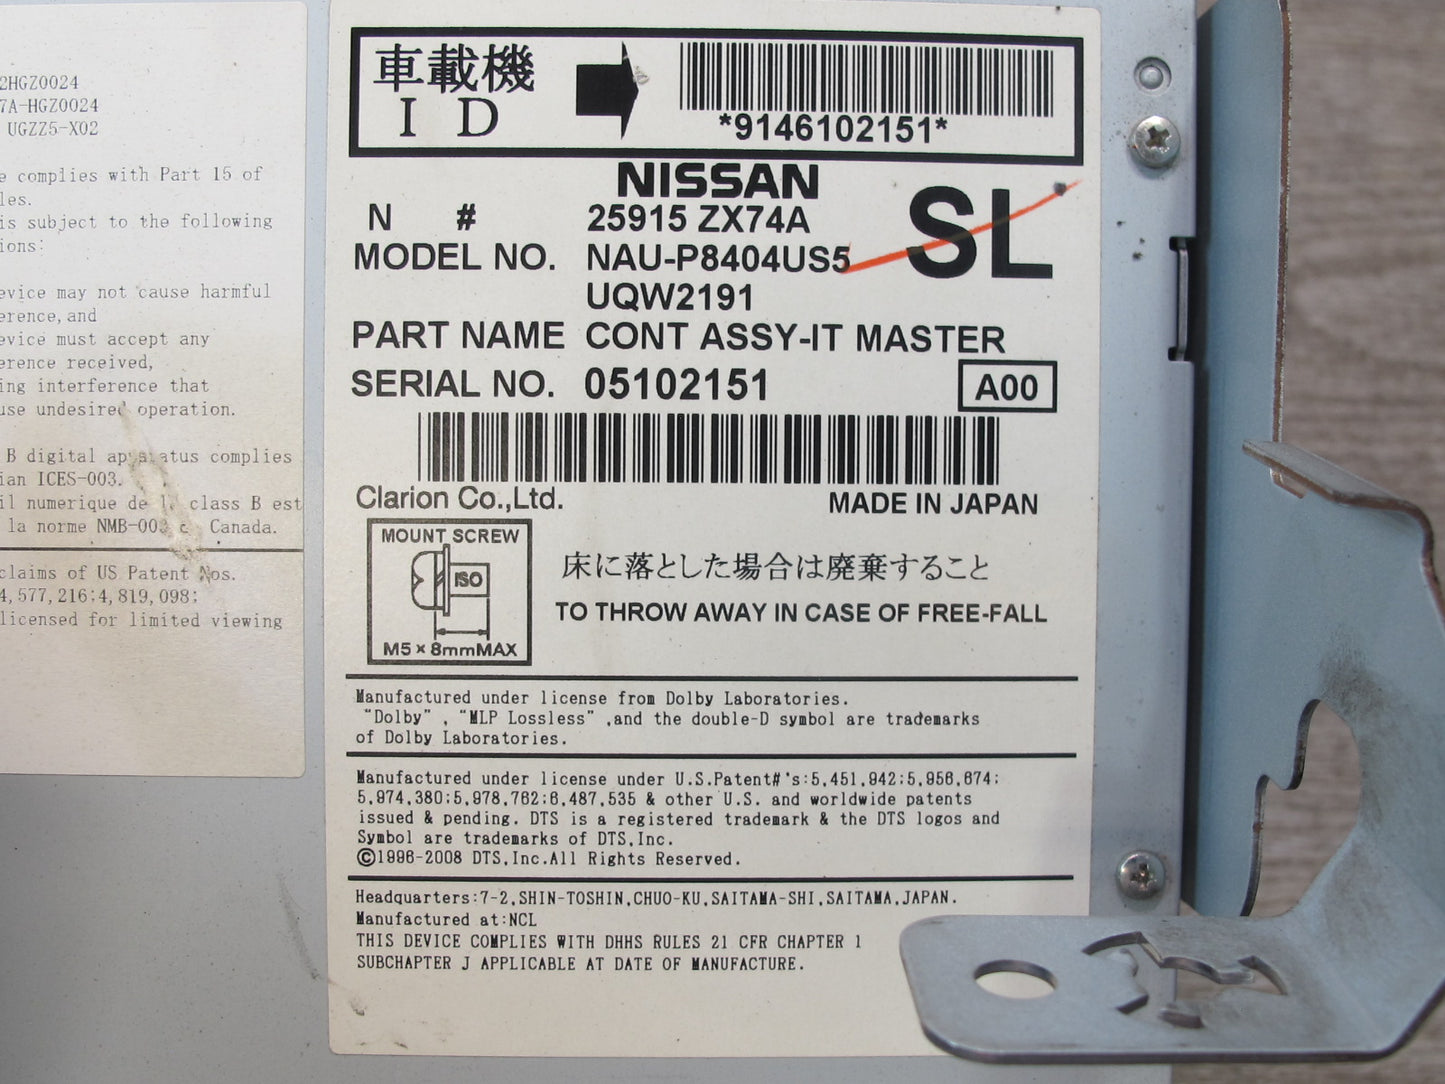 2HGZ0024
7A-HGZ0024
UGZZ5-X02
complies with Part 15 of
is subject to the following
may not cause harmful
and
must accept any
received,
interference that
undesired operation.
B digital apparatus complies
ICES-003.
numerique de la class B est
la norme NMB-003 Canada.
claims of US Patent Nos.
4,577,216;4,819,098;
licensed for limited viewing
車載機
ID
*9146102151*
NISSAN
N # 25915 ZX74A
SL
MODEL NO. NAU-P8404US5
UQW2191
PART NAME CONT ASSY-IT MASTER
SERIAL NO. 05102151 A00
Clarion Co.,Ltd. MADE IN JAPAN
MOUNT SCREW
ISO
M5×8mmMAX
床に落とした場合は廃棄すること
TO THROW AWAY IN CASE OF FREE-FALL
Manufactured under license from Dolby Laboratories.
"Dolby", "MLP Lossless",and the double-D symbol are trademarks
of Dolby Laboratories.
Manufactured under license under U.S.Patent#'s:5,451,942;5,956,674;
5,974,380;5,978,762;6,487,535 & other U.S. and worldwide patents
issued & pending. DTS is a registered trademark & the DTS logos and
Symbol are trademarks of DTS,Inc.
©1996-2008 DTS,Inc.All Rights Reserved.
Headquarters:7-2,SHIN-TOSHIN,CHUO-KU,SAITAMA-SHI,SAITAMA,JAPAN.
Manufactured at:NCL
THIS DEVICE COMPLIES WITH DHHS RULES 21 CFR CHAPTER 1
SUBCHAPTER J APPLICABLE AT DATE OF MANUFACTURE.